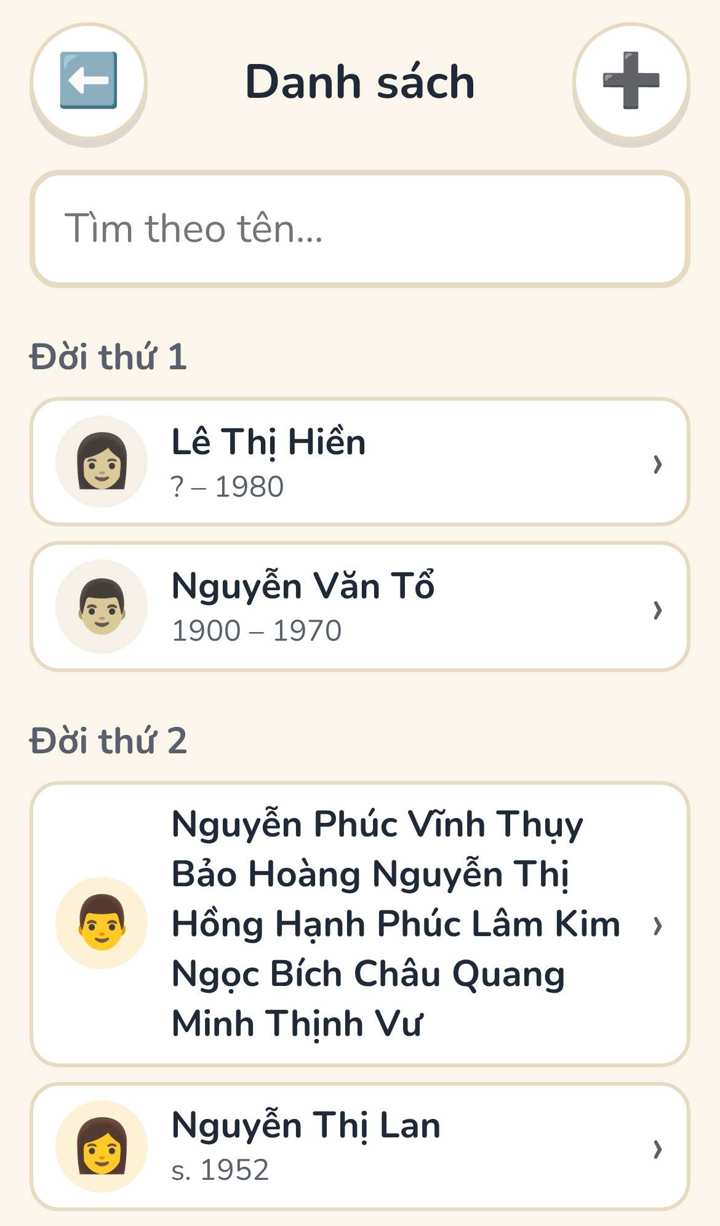 Danh sách
Tìm theo tên...
Đời thứ 1
Lê Thị Hiền
? – 1980
Nguyễn Văn Tổ
1900 – 1970
Đời thứ 2
Nguyễn Phúc Vĩnh Thụy
Bảo Hoàng Nguyễn Thị
Hồng Hạnh Phúc Lâm Kim
Ngọc Bích Châu Quang
Minh Thịnh Vư
Nguyễn Thị Lan
s. 1952